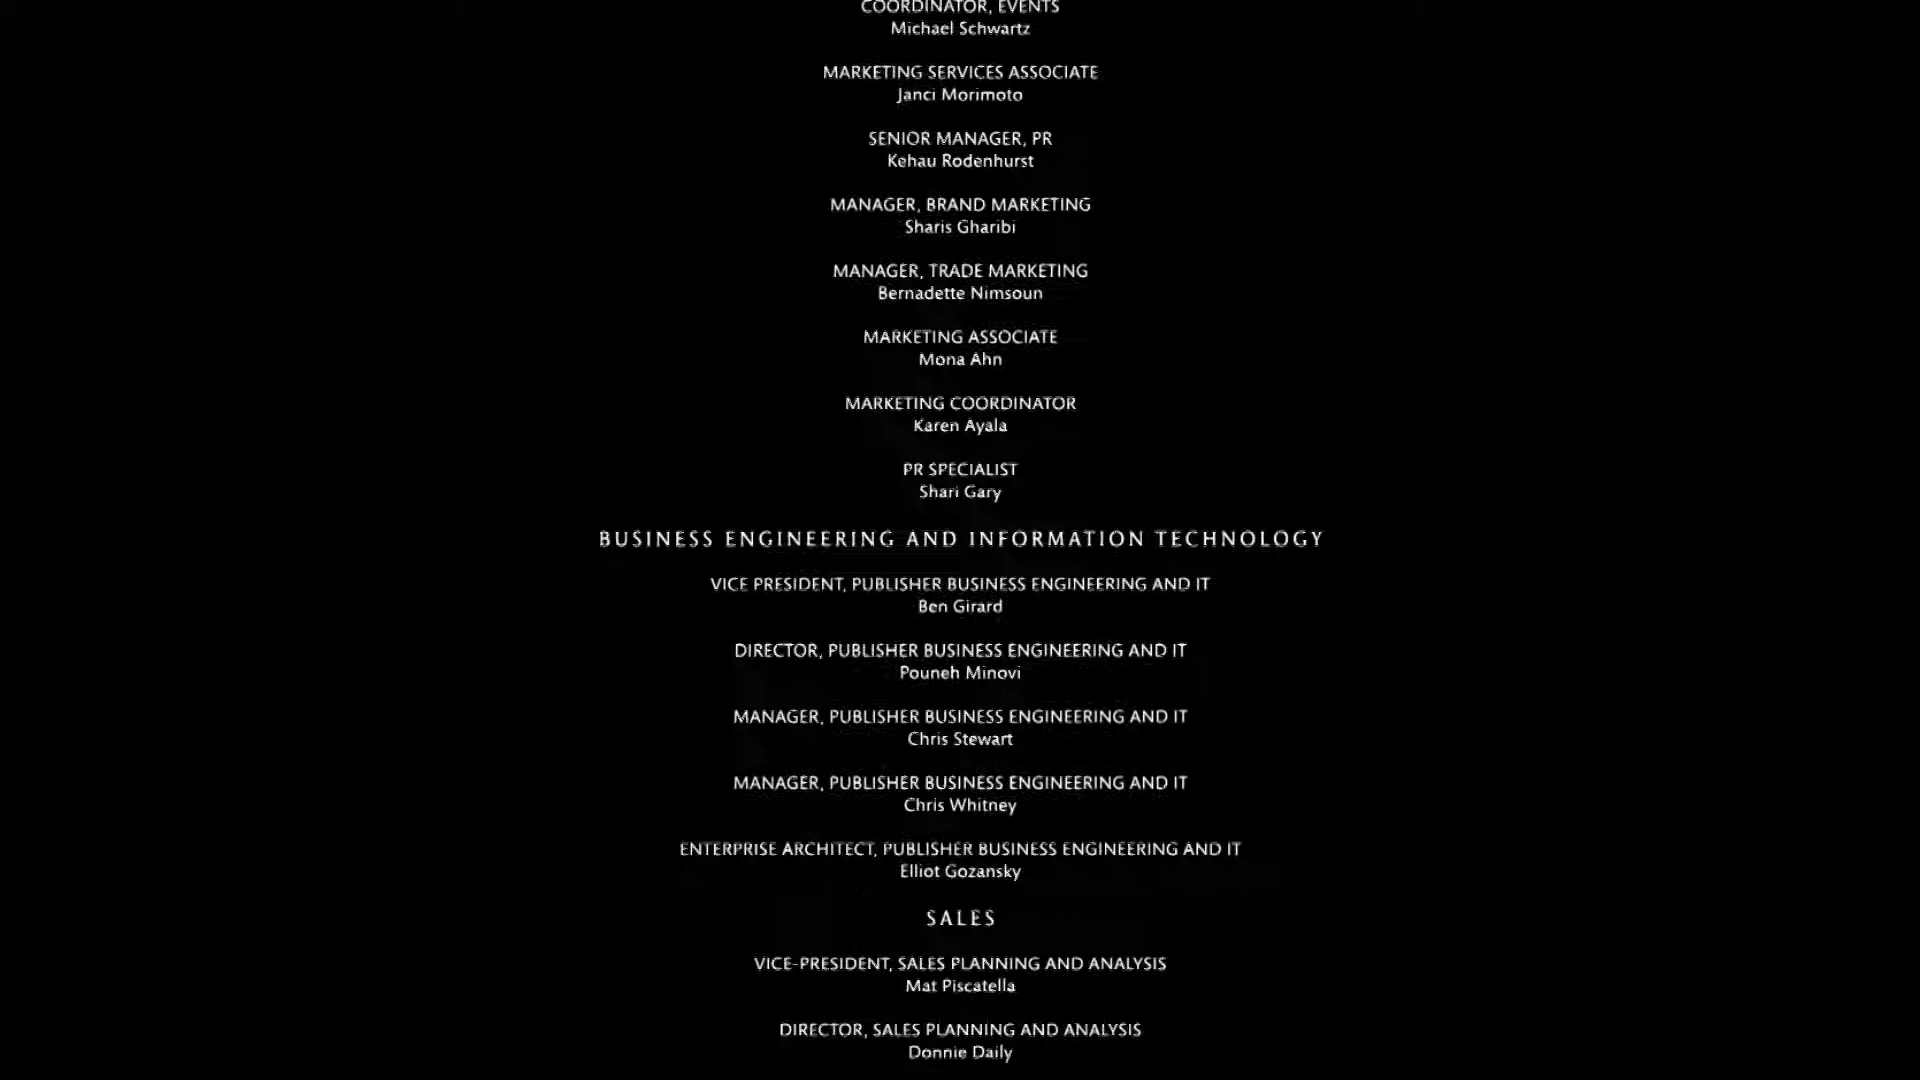 COORDINATOR, EVENTS
Michael Schwartz
MARKETING SERVICES ASSOCIATE
Janci Morimoto
SENIOR MANAGER, PR
Kehau Rodenhurst
MANAGER, BRAND MARKETING
Sharis Gharibi
MANAGER, TRADE MARKETING
Bernadette Nimsoun
MARKETING ASSOCIATE
Mona Ahn
MARKETING COORDINATOR
Karen Ayala
PR SPECIALIST
Shari Gary
BUSINESS ENGINEERING AND INFORMATION TECHNOLOGY
VICE PRESIDENT, PUBLISHER BUSINESS ENGINEERING AND IT
Ben Girard
DIRECTOR, PUBLISHER BUSINESS ENGINEERING AND IT
Pouneh Minovi
MANAGER, PUBLISHER BUSINESS ENGINEERING AND IT
Chris Stewart
MANAGER, PUBLISHER BUSINESS ENGINEERING AND IT
Chris Whitney
ENTERPRISE ARCHITECT, PUBLISHER BUSINESS ENGINEERING AND IT
Elliot Gozansky
SALES
VICE-PRESIDENT, SALES PLANNING AND ANALYSIS
Mat Piscatella
DIRECTOR, SALES PLANNING AND ANALYSIS
Donnie Daily